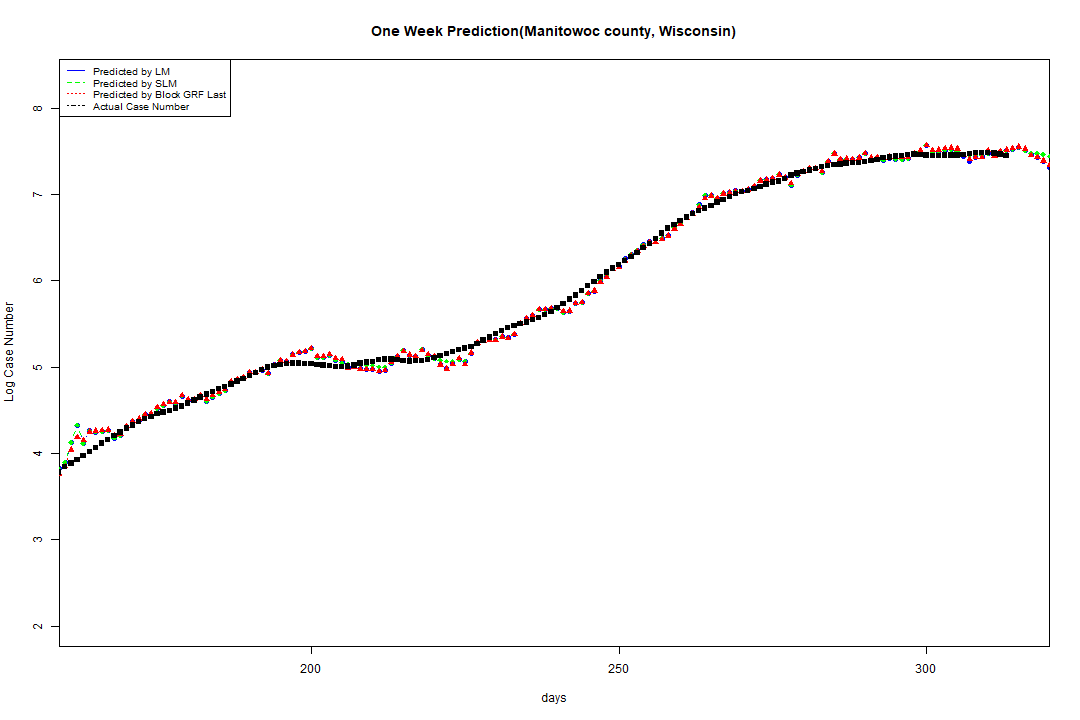 One Week Prediction(Manitowoc county, Wisconsin)
Predicted by LM
Predicted by SLM
Predicted by Block GRF Last
Actual Case Number
8
7
6
5
4
3
2
Log Case Number
200
250
300
days